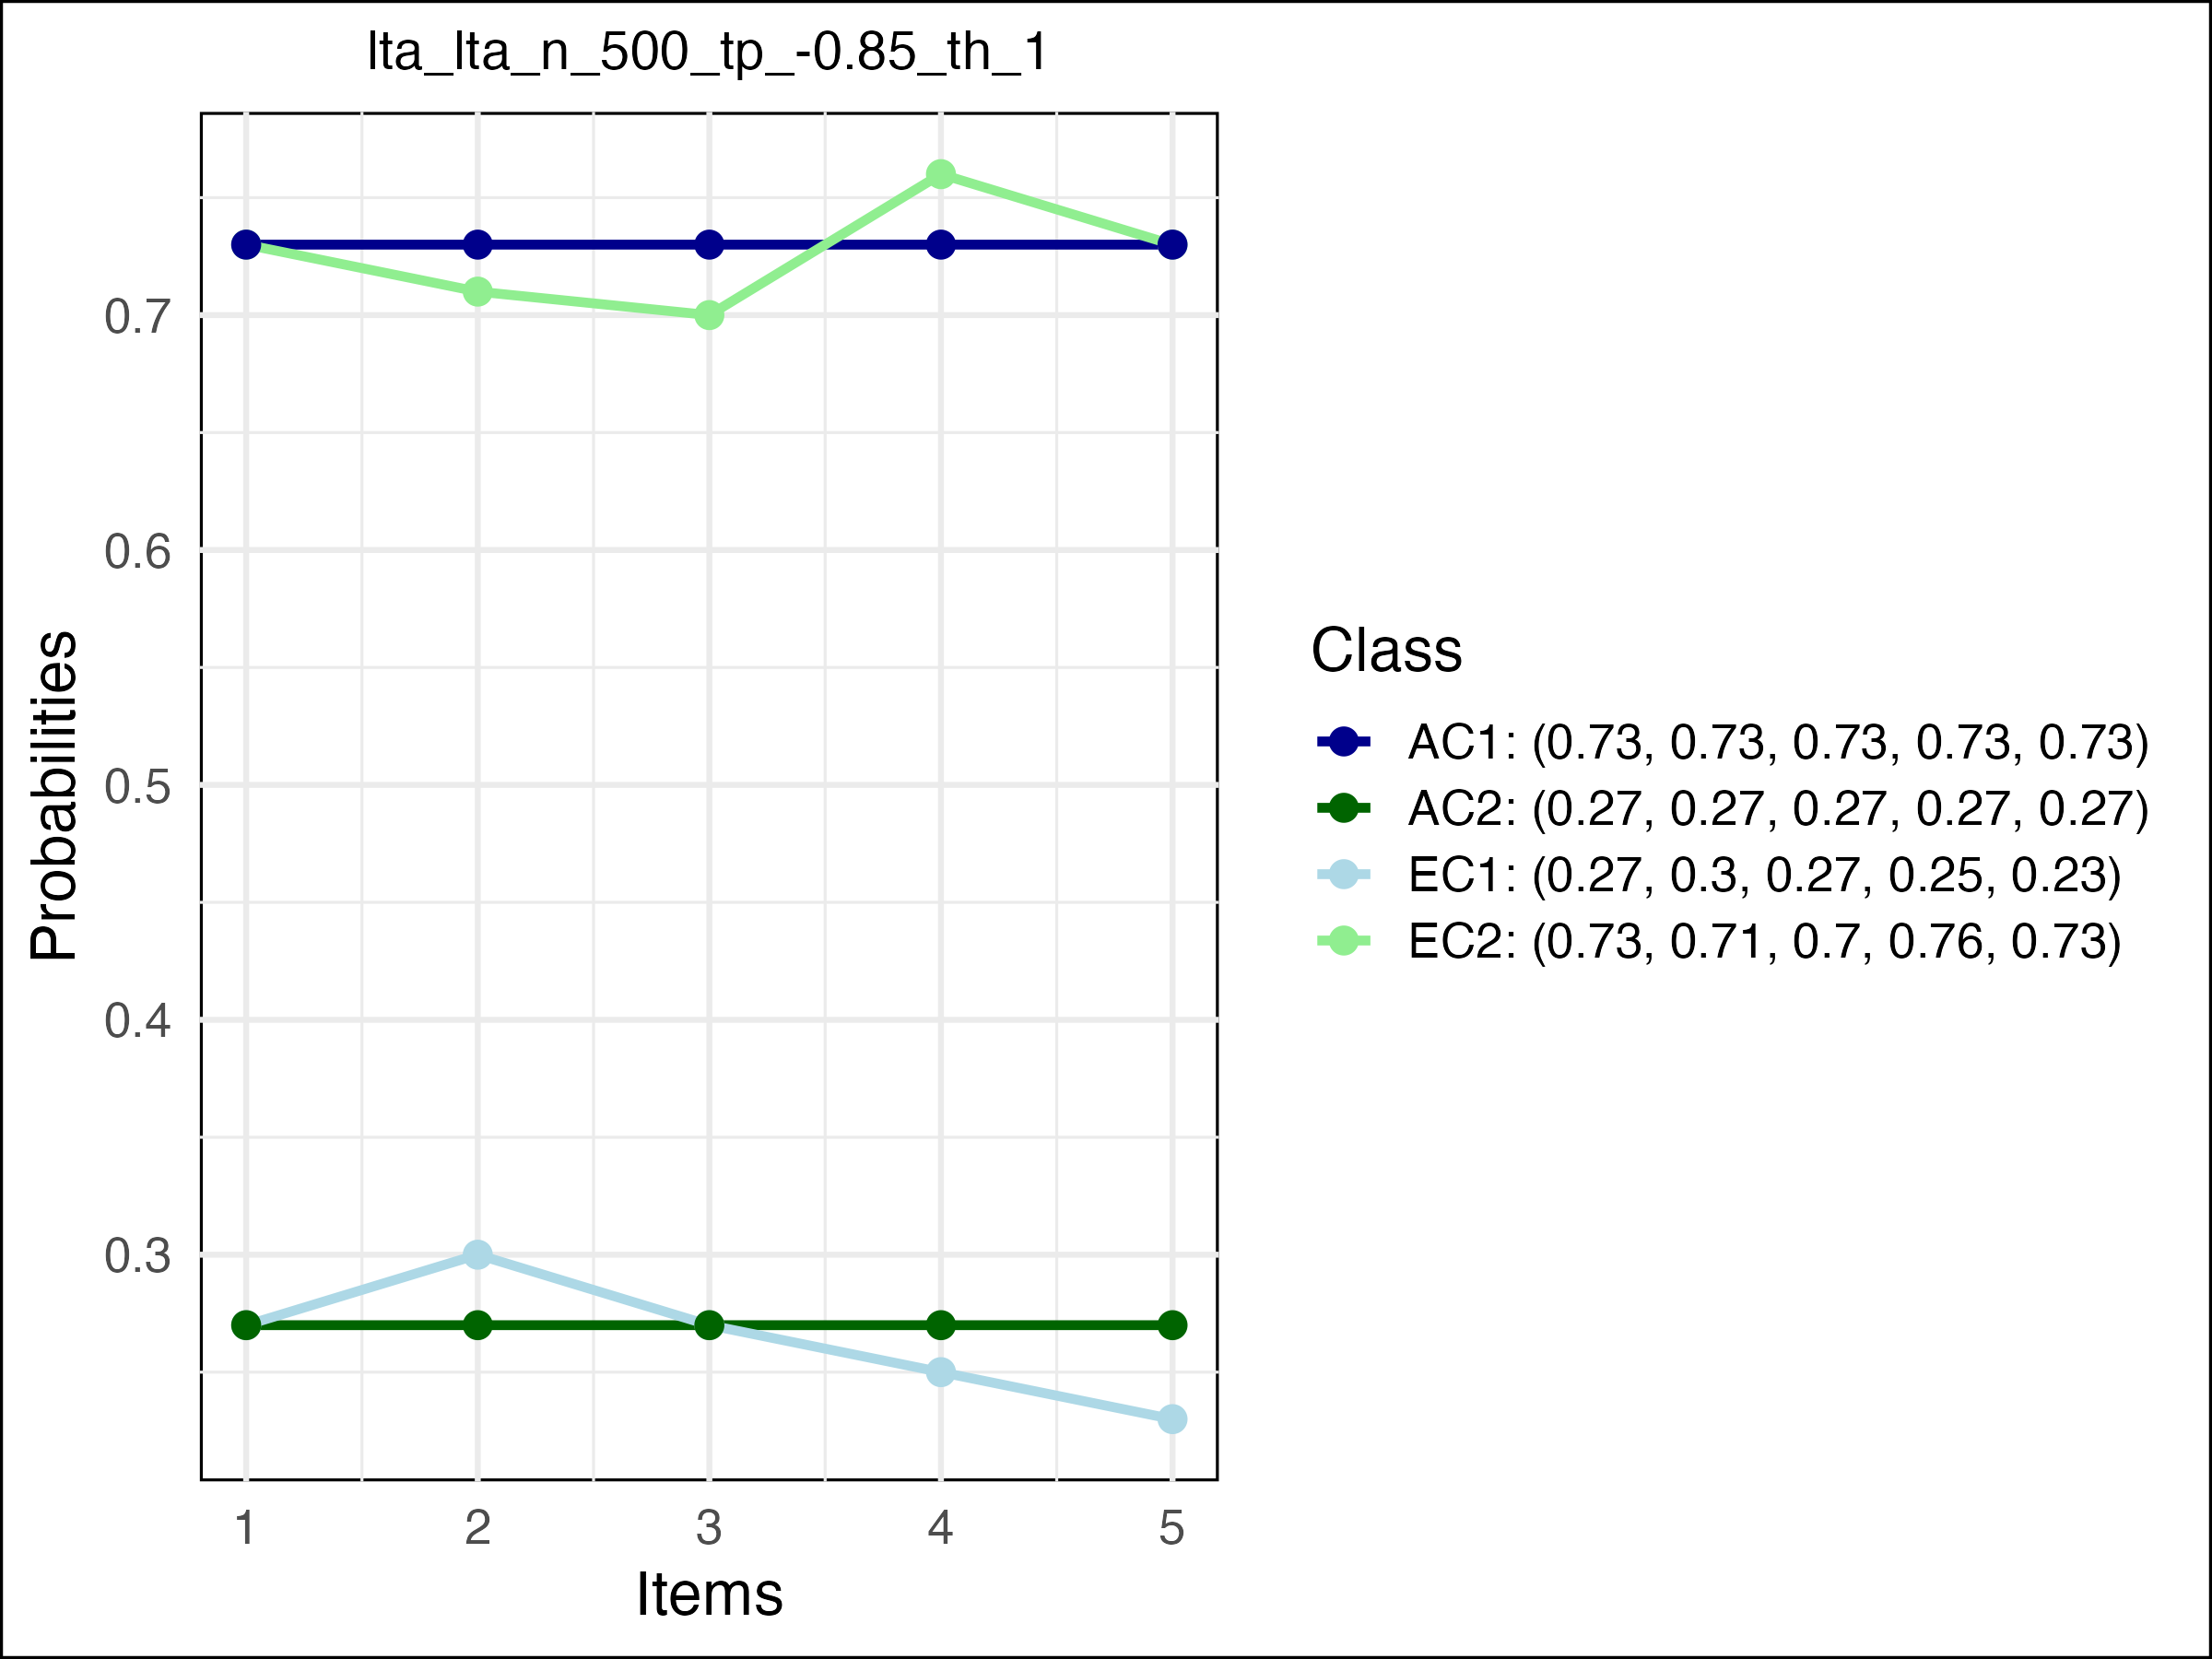 lta_lta_n_500_tp_-0.85_th_1
Probabilities
0.7
0.6
0.5
0.4
0.3
1 2 3 4 5
Items
Class
AC1: (0.73, 0.73, 0.73, 0.73, 0.73)
AC2: (0.27, 0.27, 0.27, 0.27, 0.27)
EC1: (0.27, 0.3, 0.27, 0.25, 0.23)
EC2: (0.73, 0.71, 0.7, 0.76, 0.73)